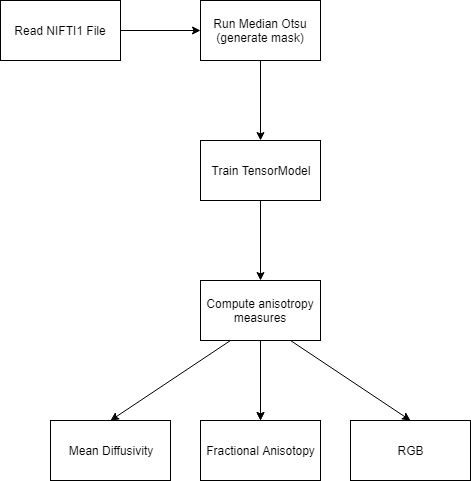 Read NIFTI1 File
Run Median Otsu
(generate mask)
Train TensorModel
Compute anisotropy
measures
Mean Diffusivity
Fractional Anisotopy
RGB